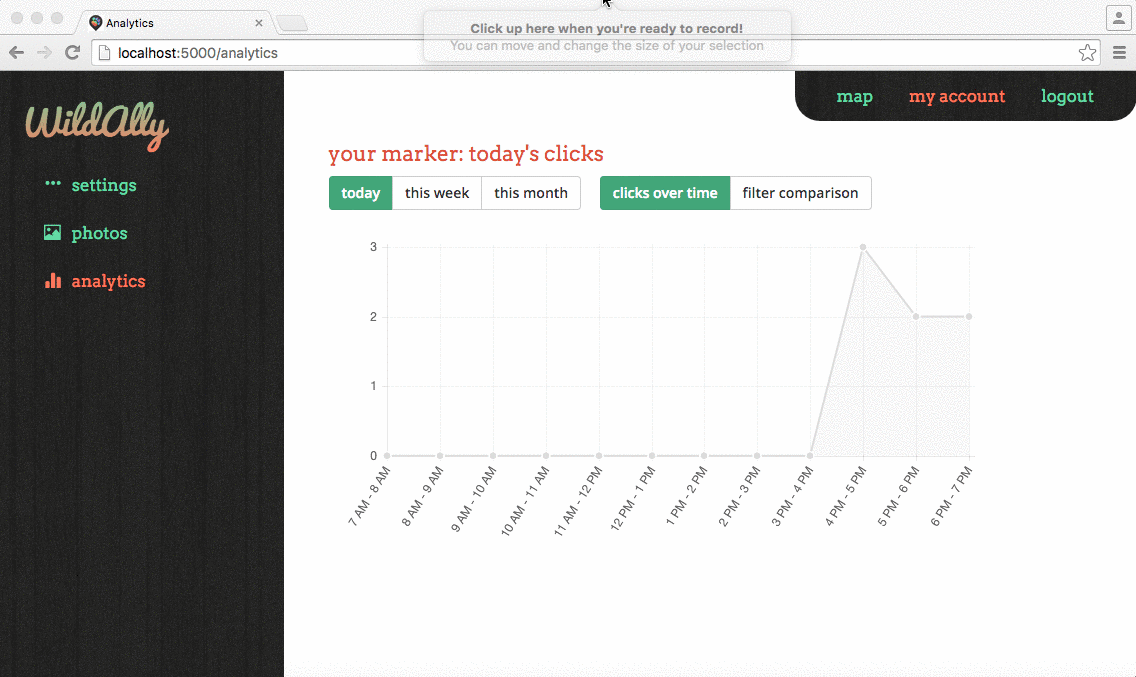 Analytics
Click up here when you're ready to record!
You can move and change the size of your selection
localhost:5000/analytics
WildAlly
map my account logout
settings
photos
analytics
your marker: today's clicks
today this week this month clicks over time filter comparison
3
2
1
0
7 AM - 8 AM
8 AM - 9 AM
9 AM - 10 AM
10 AM - 11 AM
11 AM - 12 PM
12 PM - 1 PM
1 PM - 2 PM
2 PM - 3 PM
3 PM - 4 PM
4 PM - 5 PM
5 PM - 6 PM
6 PM - 7 PM